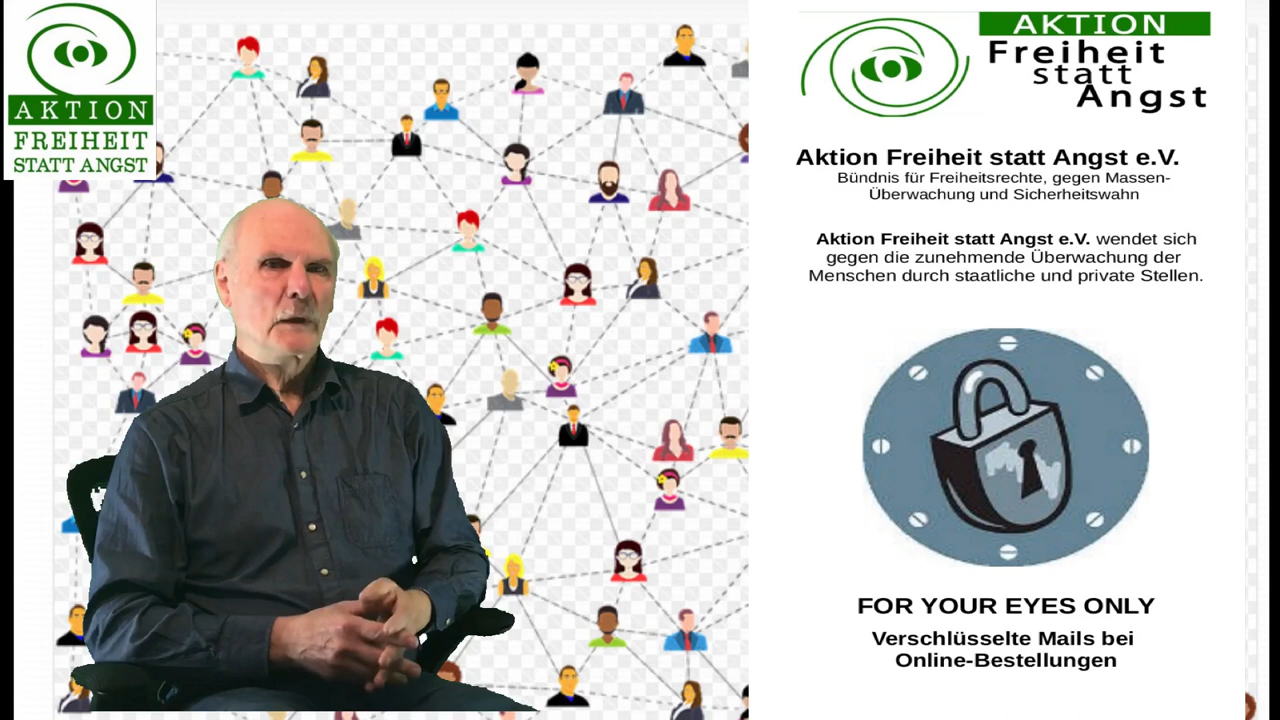 AKTION
FREIHEIT
STATT ANGST
AKTION
Freiheit
statt
Angst
Aktion Freiheit statt Angst e.V.
Bündnis für Freiheitsrechte, gegen Massen-
Überwachung und Sicherheitswahn
Aktion Freiheit statt Angst e.V. wendet sich
gegen die zunehmende Überwachung der
Menschen durch staatliche und private Stellen.
FOR YOUR EYES ONLY
Verschlüsselte Mails bei
Online-Bestellungen